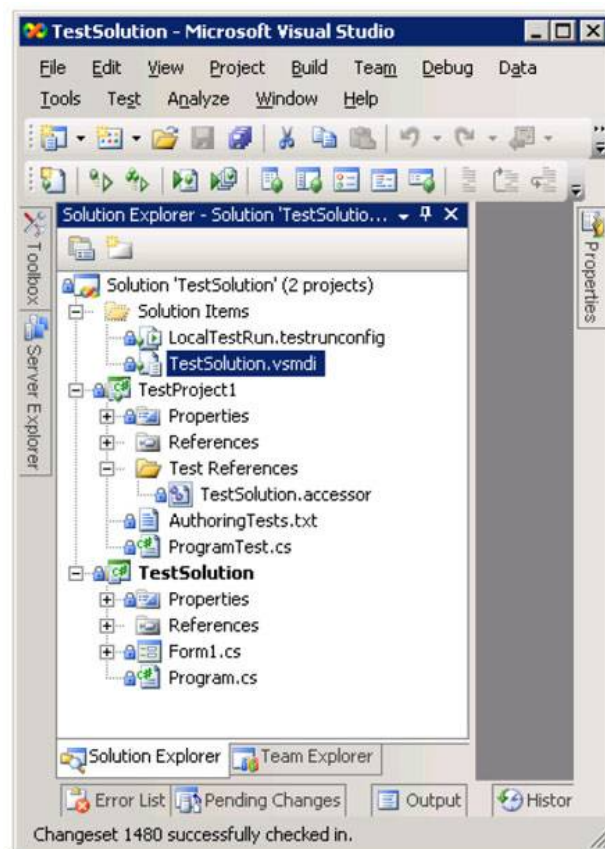 TestSolution - Microsoft Visual Studio
File Edit View Project Build Team Debug Data
Tools Test Analyze Window Help
Toolbox
Server Explorer
Solution Explorer - Solution 'TestSolutio...
Properties
Solution 'TestSolution' (2 projects)
Solution Items
LocalTestRun.testrunconfig
TestSolution.vsmdi
TestProject1
Properties
References
Test References
TestSolution.accessor
AuthoringTests.txt
ProgramTest.cs
TestSolution
Properties
References
Form1.cs
Program.cs
Solution Explorer Team Explorer
Error List Pending Changes Output Histor
Changeset 1480 successfully checked in.